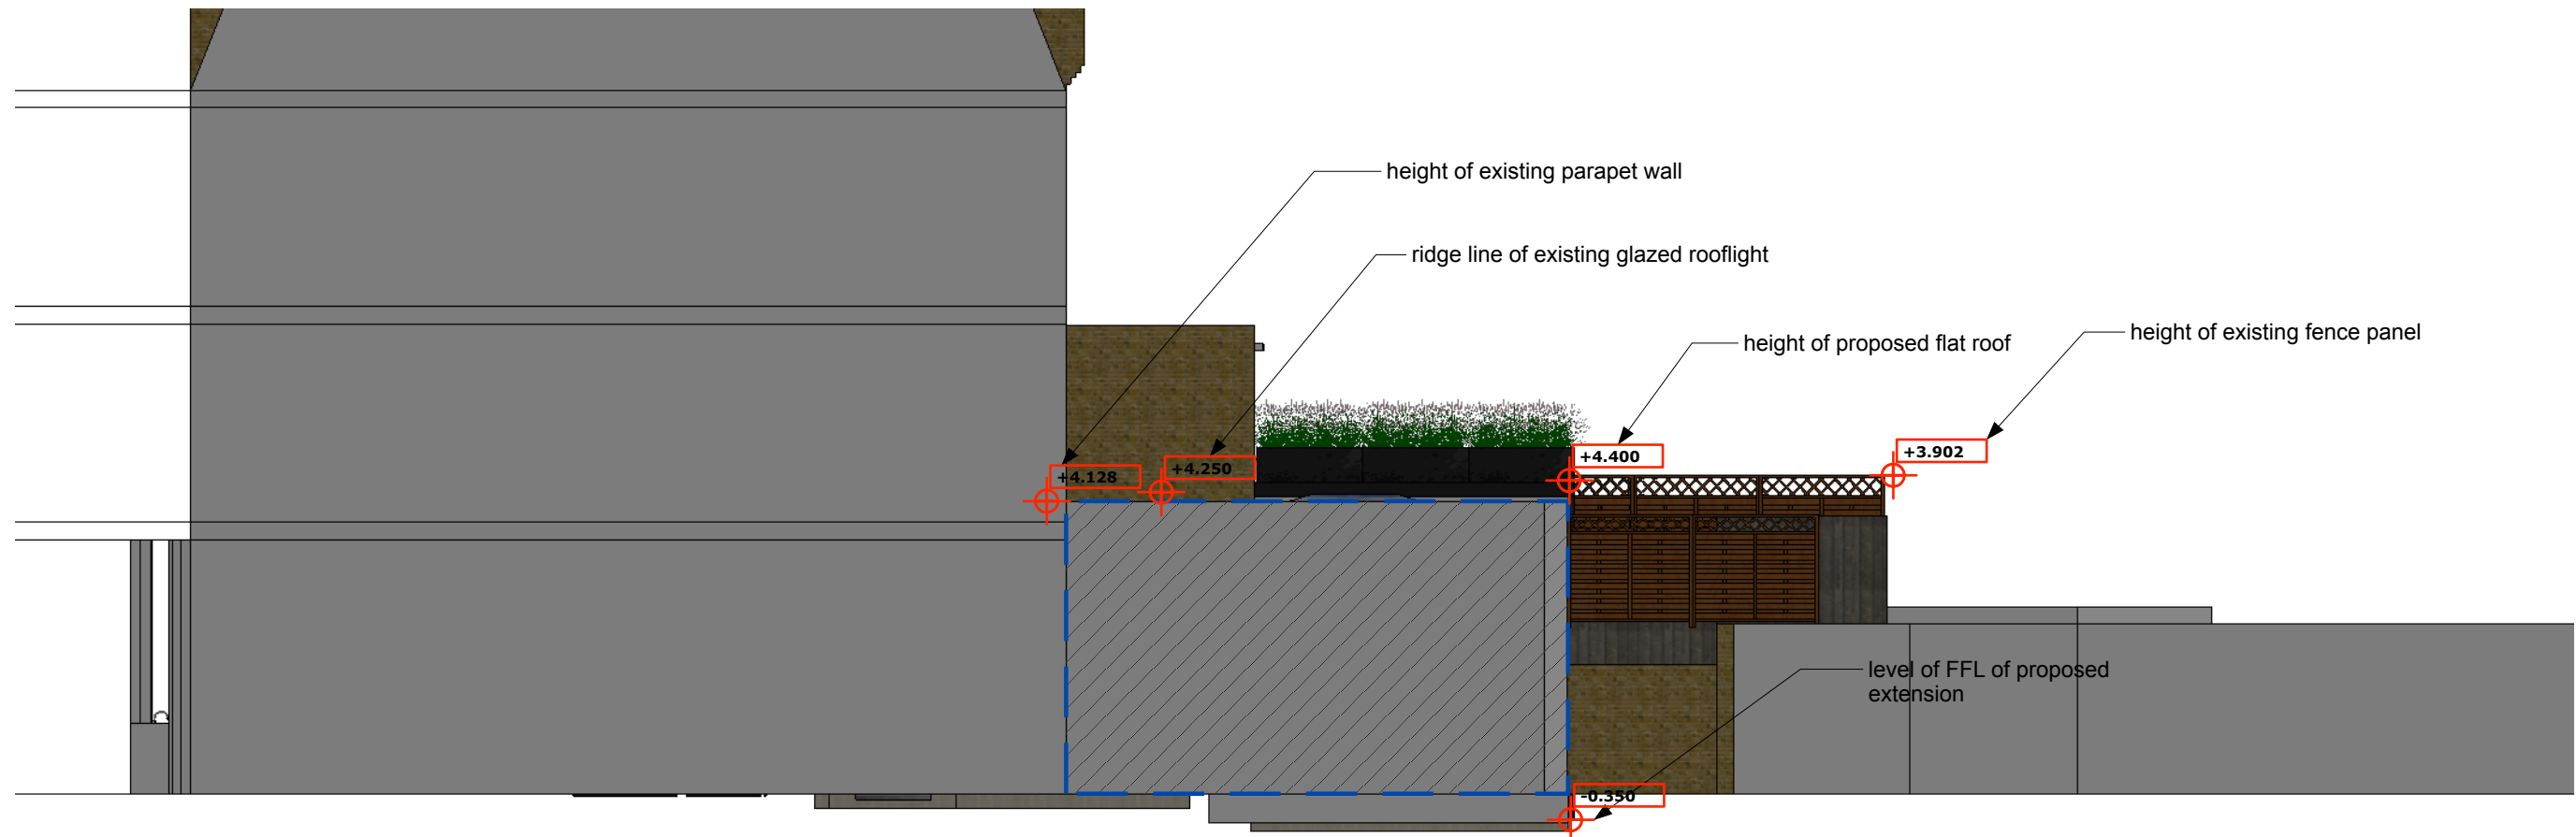 height of existing parapet wall
ridge line of existing glazed rooflight
height of existing fence panel
height of proposed flat roof
+4.128
+4.250
+4.400
+3.902
level of FFL of proposed
extension
-0.350